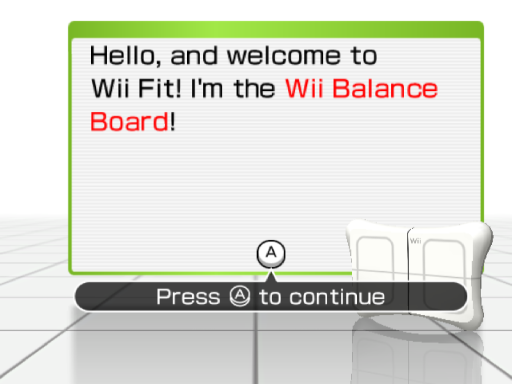 Hello, and welcome to
Wii Fit! I'm the Wii Balance
Board!
Wii
A
Press Ⓐ to continue